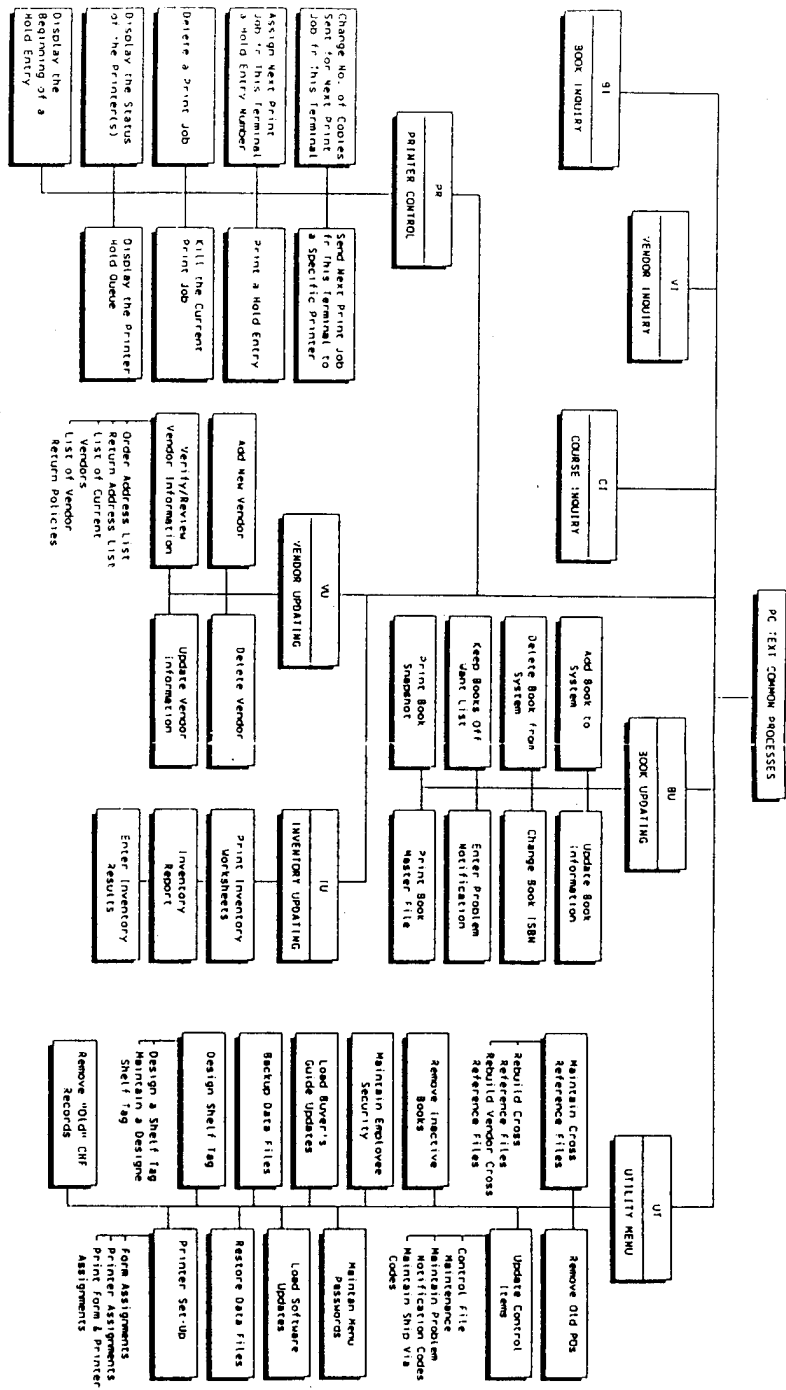 PC TEXT COMMON PROCESSES
BI
BOOK INQUIRY
VI
VENDOR INQUIRY
CI
COURSE INQUIRY
BU
BOOK UPDATING
Add Book to
System
Update Book
Information
Delete Book from
System
Change Book ISBN
Keep Books Off
Want List
Enter Problem
Notification
Print Book
Snapshot
Print Book
Master File
UT
UTILITY MENU
Maintain Cross
Reference Files
Rebuild Cross
Reference Files
Rebuild Vendor Cross
Reference Files
Remove Old POs
Remove Inactive
Books
Update Control
Items
Control File
Maintenance
Maintain Problem
Notification Codes
Maintain Ship Via
Codes
Maintain Employee
Security
Maintan Menu
Passwords
Load Buyer's
Guide Updates
Load Software
Updates
Backup Data Files
Restore Data Files
Design Shelf Tag
Design a Shelf Tag
Maintain a Designe
Shelf Tag
Printer Set-Up
Form Assignments
Printer Assignments
Print Form & Printer
Assignments
Remove "Old" CHF
Records
PR
PRINTER CONTROL
Change No. of Copies
Sent for Next Print
Job fr This Terminal
Send Next Print Job
fr This Terminal to
a Specific Printer
Assign Next Print
Job fr This Terminal
a Hold Entry Number
Print a Hold Entry
Delete a Print Job
Kill the Current
Print Job
Display the Status
of the Printer(s)
Display the Printer
Hold Queue
Display the
Beginning of a
Hold Entry
VU
VENDOR UPDATING
Add New Vendor
Delete Vendor
Verify/Review
Vendor Information
Order Address List
Return Address List
List of Current
Vendors
List of Vendor
Return Policies
Update Vendor
Information
IU
INVENTORY UPDATING
Print Inventory
Worksheets
Inventory
Report
Enter Inventory
Results